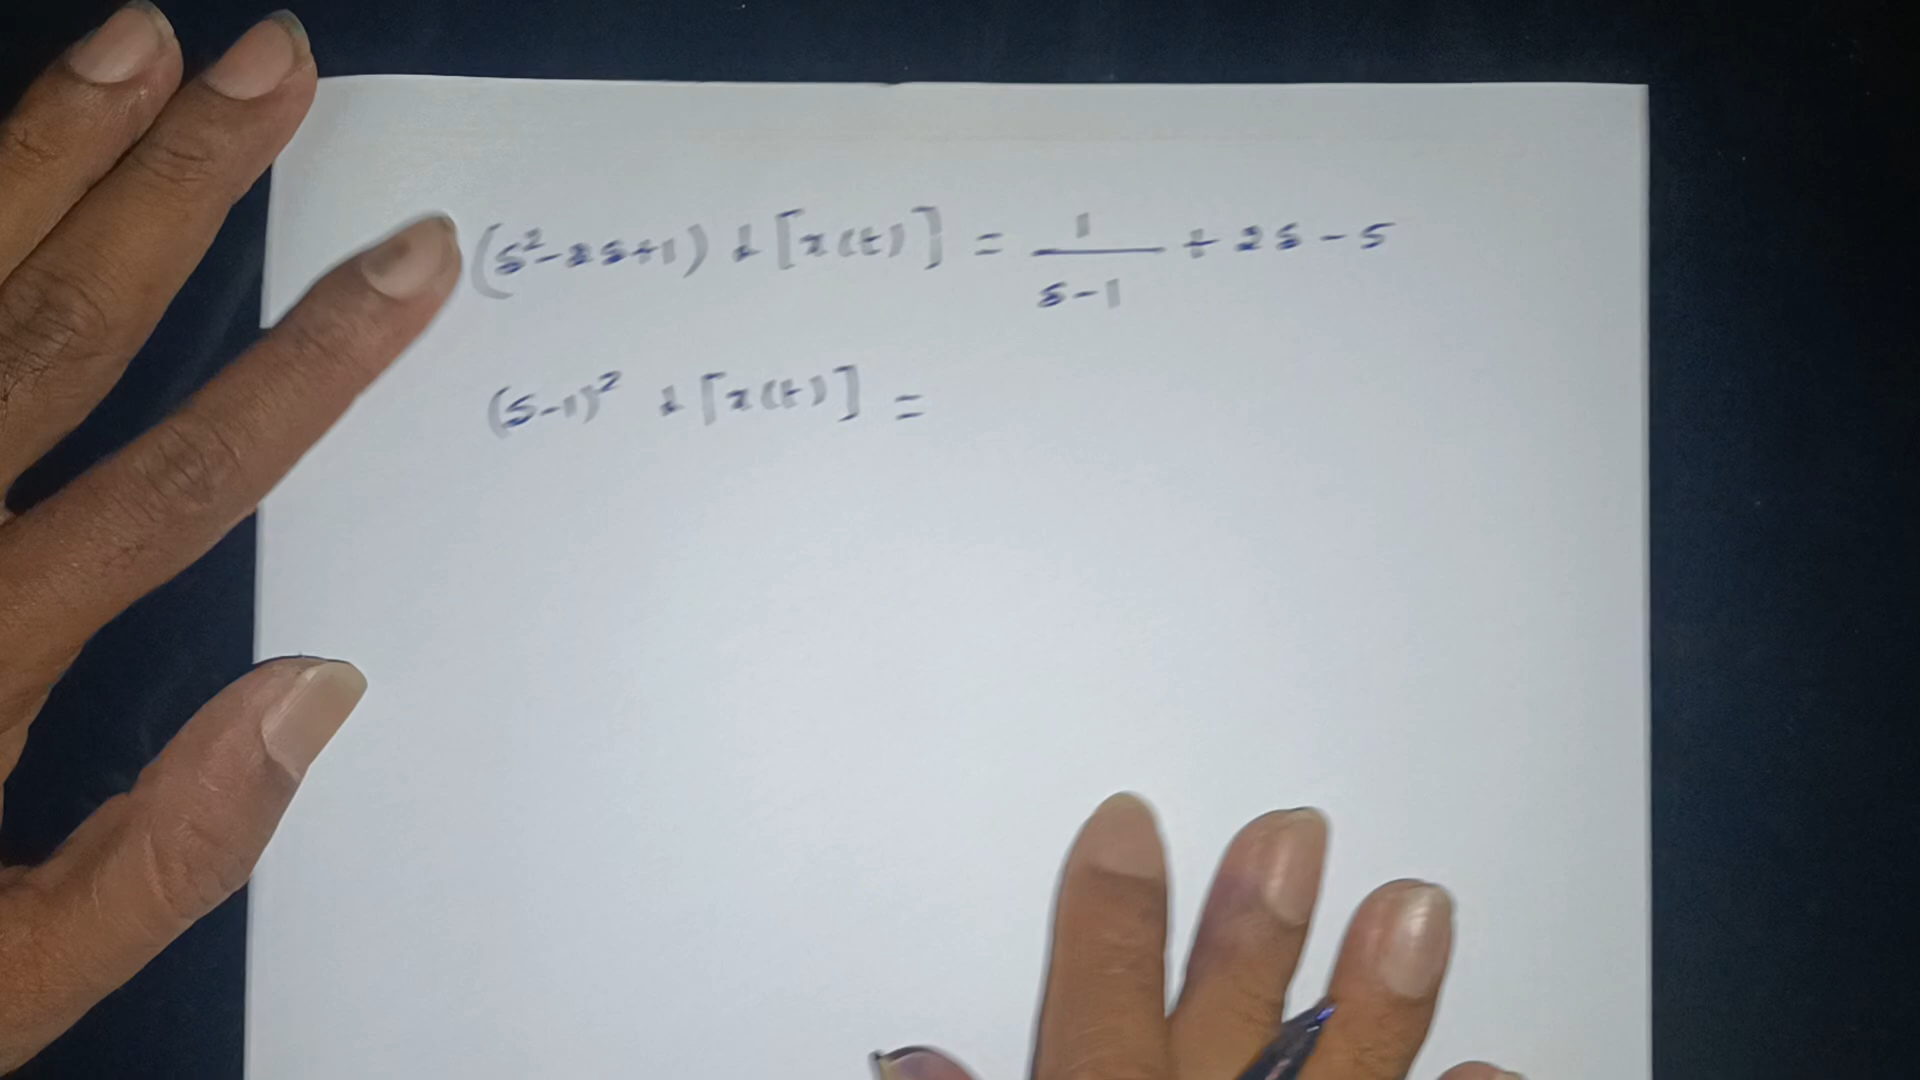 (s²-2s+1) L[x(t)] = 1/(s-1) + 2s - 5
(s-1)² L[x(t)] =